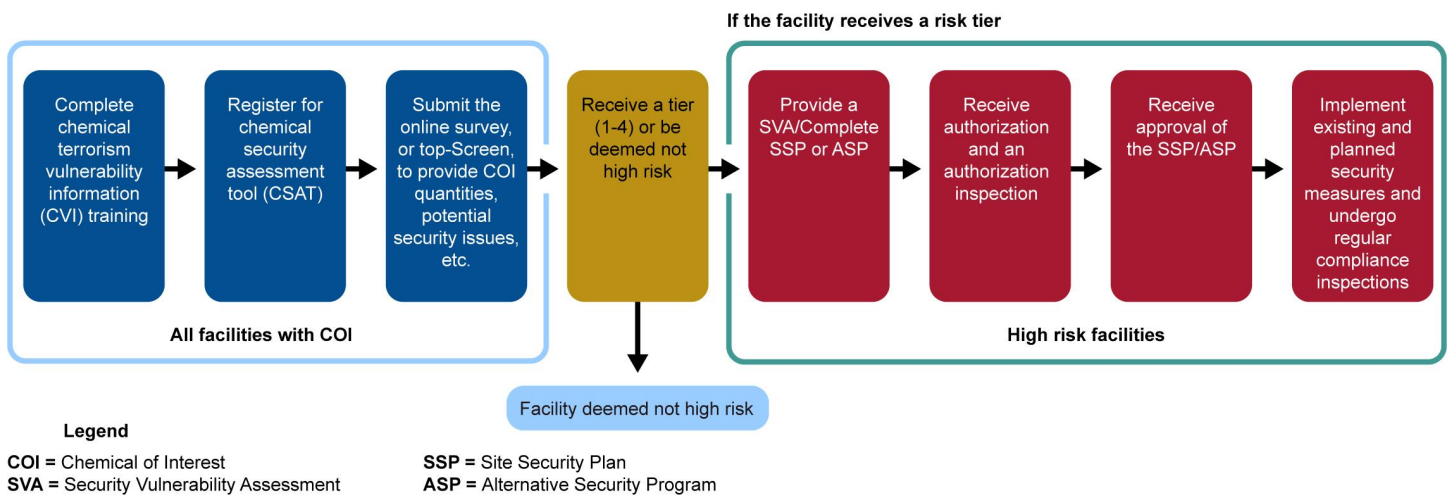 If the facility receives a risk tier
Complete
chemical
terrorism
vulnerability
information
(CVI) training
Register for
chemical
security
assessment
tool (CSAT)
Submit the
online survey,
or top-Screen,
to provide COI
quantities,
potential
security issues,
etc.
All facilities with COI
Receive a tier
(1-4) or be
deemed not
high risk
Facility deemed not high risk
Provide a
SVA/Complete
SSP or ASP
Receive
authorization
and an
authorization
inspection
Receive
approval of
the SSP/ASP
Implement
existing and
planned
security
measures and
undergo
regular
compliance
inspections
High risk facilities
Legend
COI = Chemical of Interest
SVA = Security Vulnerability Assessment
SSP = Site Security Plan
ASP = Alternative Security Program